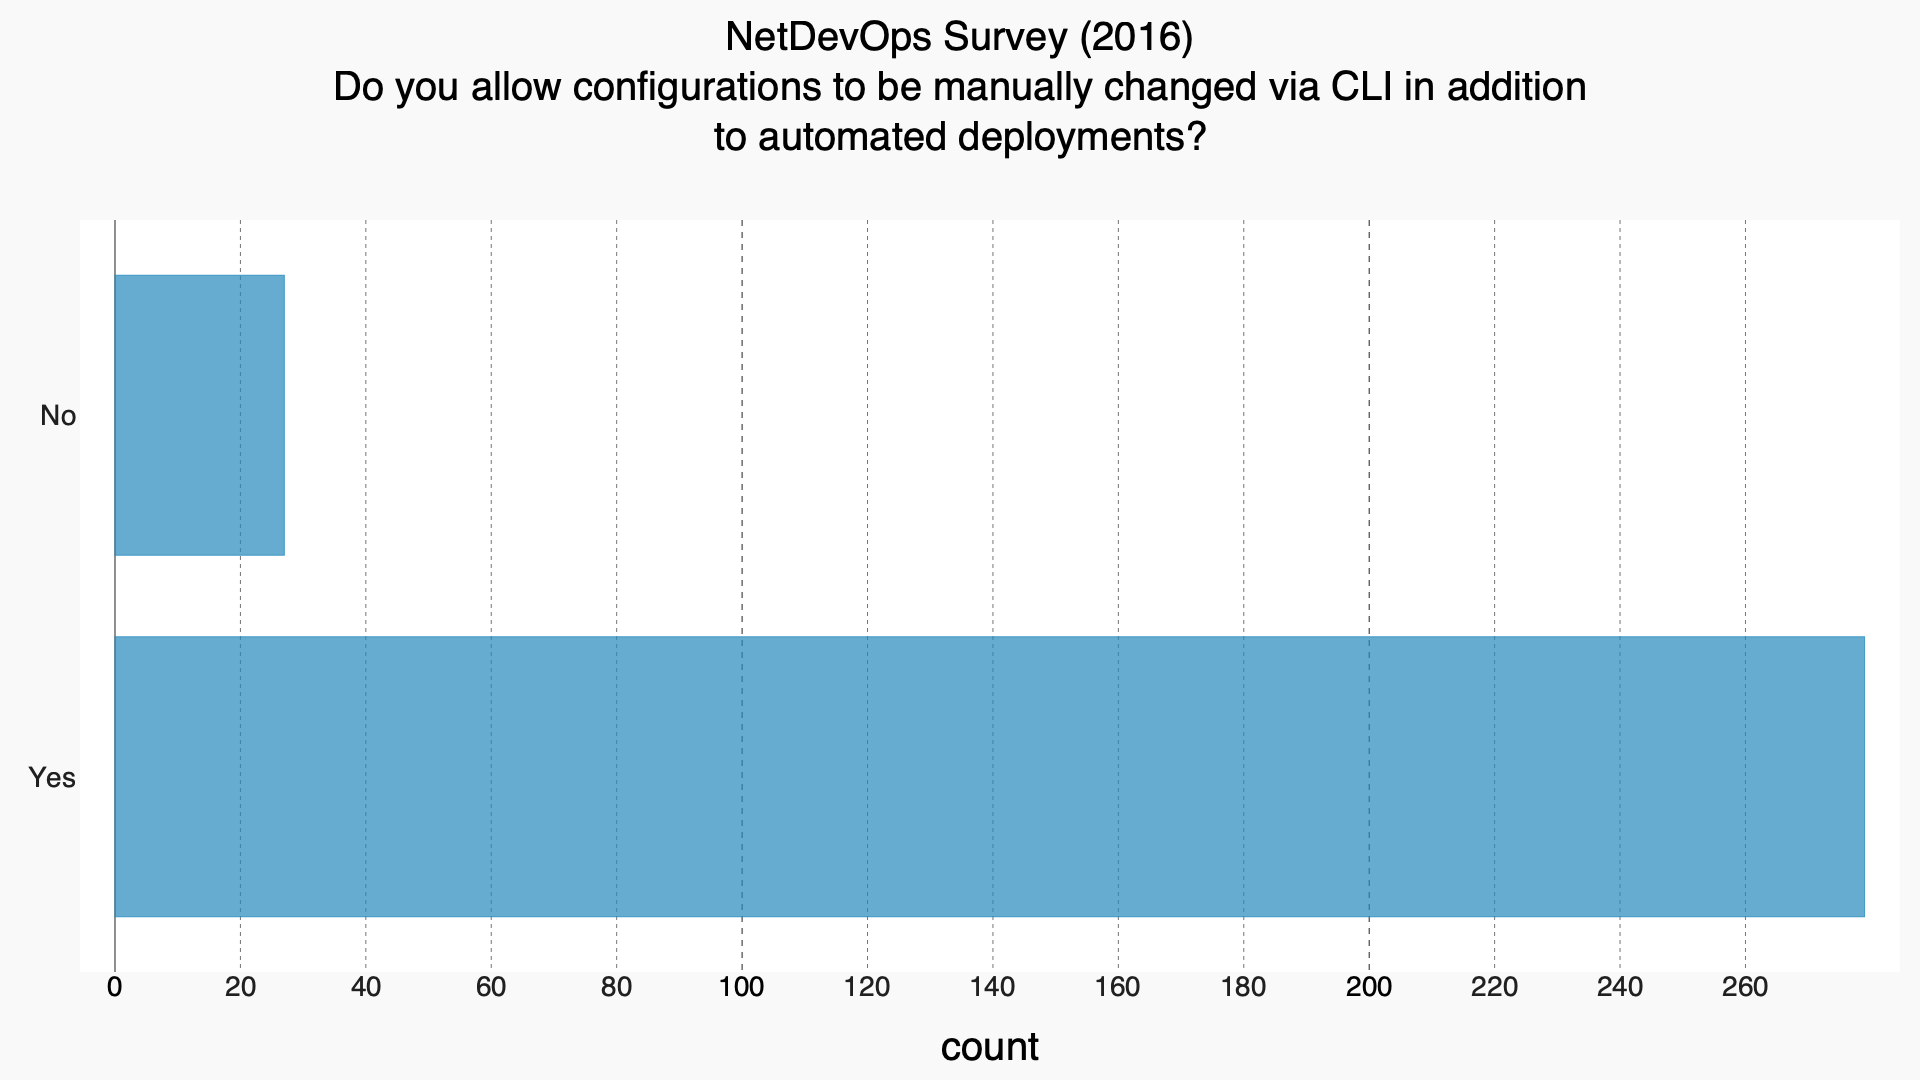 NetDevOps Survey (2016)
Do you allow configurations to be manually changed via CLI in addition
to automated deployments?
No
Yes
0 20 40 60 80 100 120 140 160 180 200 220 240 260
count